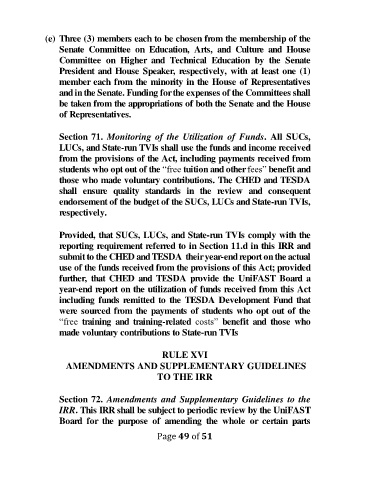 (e) Three (3) members each to be chosen from the membership of the
Senate Committee on Education, Arts, and Culture and House
Committee on Higher and Technical Education by the Senate
President and House Speaker, respectively, with at least one (1)
member each from the minority in the House of Representatives
and in the Senate. Funding for the expenses of the Committees shall
be taken from the appropriations of both the Senate and the House
of Representatives.
Section 71. Monitoring of the Utilization of Funds. All SUCs,
LUCs, and State-run TVIs shall use the funds and income received
from the provisions of the Act, including payments received from
students who opt out of the “free tuition and other fees” benefit and
those who made voluntary contributions. The CHED and TESDA
shall ensure quality standards in the review and consequent
endorsement of the budget of the SUCs, LUCs and State-run TVIs,
respectively.
Provided, that SUCs, LUCs, and State-run TVIs comply with the
reporting requirement referred to in Section 11.d in this IRR and
submit to the CHED and TESDA their year-end report on the actual
use of the funds received from the provisions of this Act; provided
further, that CHED and TESDA provide the UniFAST Board a
year-end report on the utilization of funds received from this Act
including funds remitted to the TESDA Development Fund that
were sourced from the payments of students who opt out of the
“free training and training-related costs” benefit and those who
made voluntary contributions to State-run TVIs
RULE XVI
AMENDMENTS AND SUPPLEMENTARY GUIDELINES
TO THE IRR
Section 72. Amendments and Supplementary Guidelines to the
IRR. This IRR shall be subject to periodic review by the UniFAST
Board for the purpose of amending the whole or certain parts
Page 49 of 51